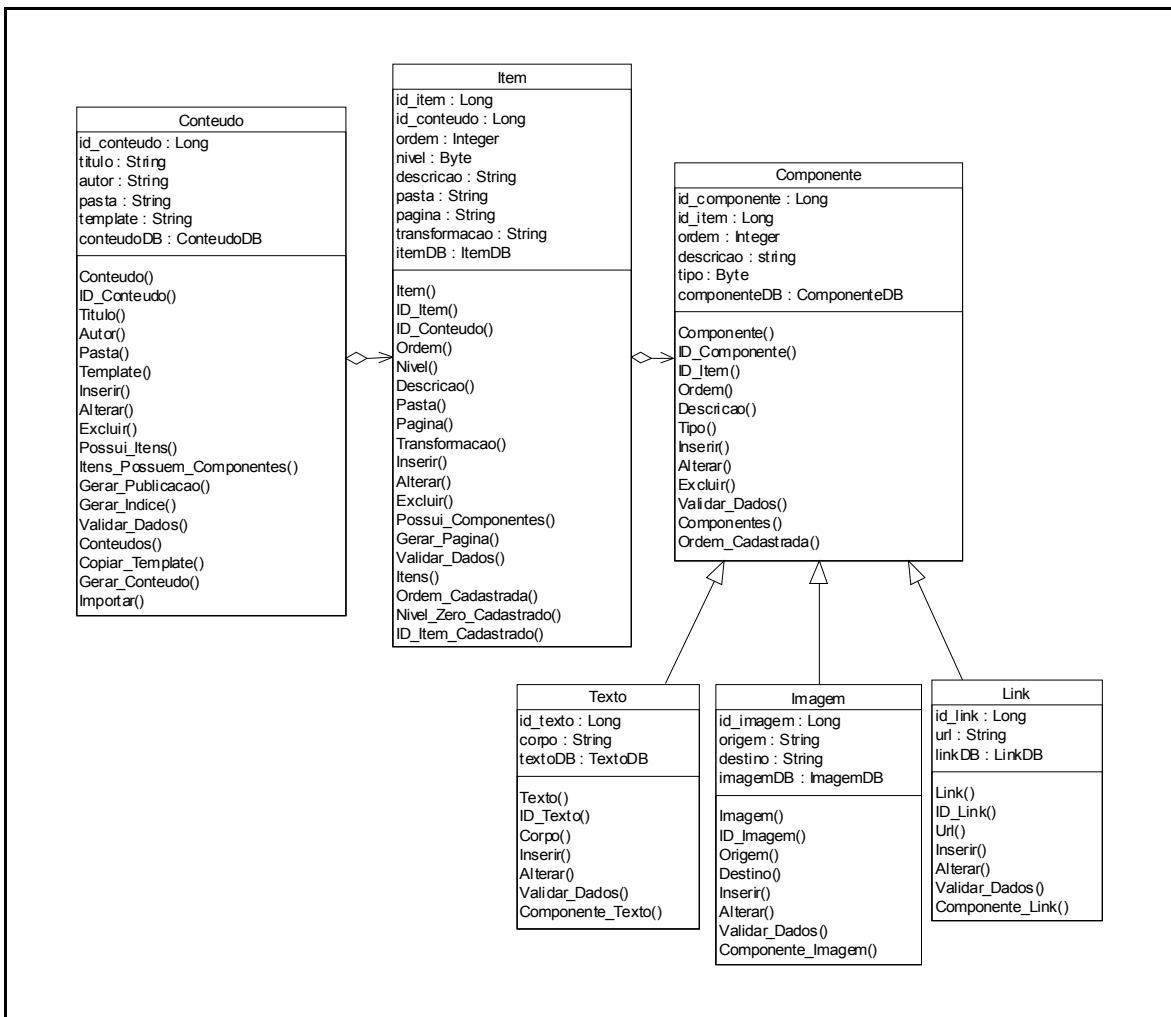 Conteudo
id_conteudo : Long
titulo : String
autor : String
pasta : String
template : String
conteudoDB : ConteudoDB
Conteudo()
ID_Conteudo()
Titulo()
Autor()
Pasta()
Template()
Inserir()
Alterar()
Excluir()
Possui_Itens()
Itens_Possuem_Componentes()
Gerar_Publicacao()
Gerar_Indice()
Validar_Dados()
Conteudos()
Copiar_Template()
Gerar_Conteudo()
Importar()
Item
id_item : Long
id_conteudo : Long
ordem : Integer
nivel : Byte
descricao : String
pasta : String
pagina : String
transformacao : String
itemDB : ItemDB
Item()
ID_Item()
ID_Conteudo()
Ordem()
Nivel()
Descricao()
Pasta()
Pagina()
Transformacao()
Inserir()
Alterar()
Excluir()
Possui_Componentes()
Gerar_Pagina()
Validar_Dados()
Itens()
Ordem_Cadastrada()
Nivel_Zero_Cadastrado()
ID_Item_Cadastrado()
Componente
id_componente : Long
id_item : Long
ordem : Integer
descricao : string
tipo : Byte
componenteDB : ComponenteDB
Componente()
ID_Componente()
ID_Item()
Ordem()
Descricao()
Tipo()
Inserir()
Alterar()
Excluir()
Validar_Dados()
Componentes()
Ordem_Cadastrada()
Texto
id_texto : Long
corpo : String
textoDB : TextoDB
Texto()
ID_Texto()
Corpo()
Inserir()
Alterar()
Validar_Dados()
Componente_Texto()
Imagem
id_imagem : Long
origem : String
destino : String
imagemDB : ImagemDB
Imagem()
ID_Imagem()
Origem()
Destino()
Inserir()
Alterar()
Validar_Dados()
Componente_Imagem()
Link
id_link : Long
url : String
linkDB : LinkDB
Link()
ID_Link()
Url()
Inserir()
Alterar()
Validar_Dados()
Componente_Link()